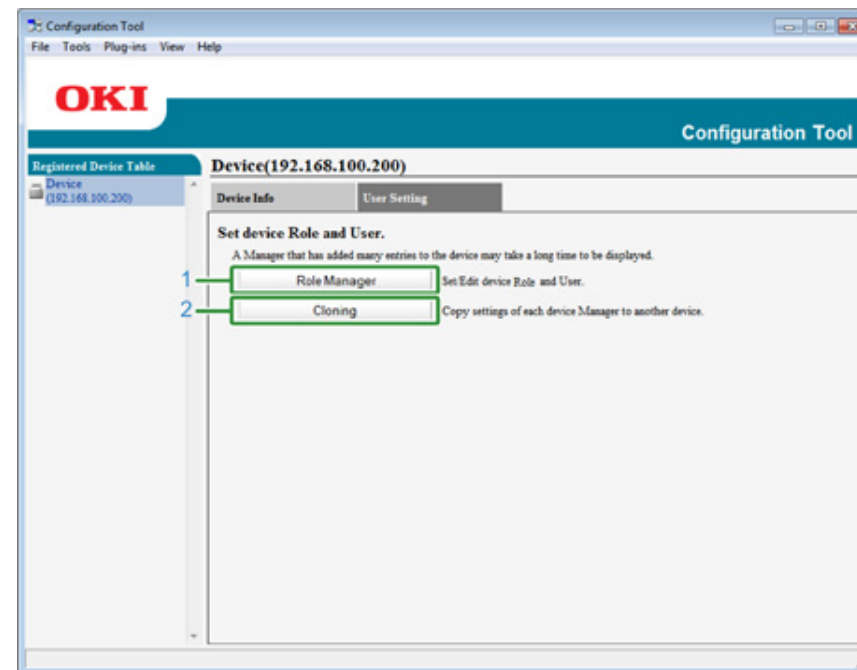 Configuration Tool
File Tools Plug-ins View Help
OKI
Configuration Tool
Registered Device Table
Device
(192.168.100.200)
Device(192.168.100.200)
Device Info User Setting
Set device Role and User.
A Manager that has added many entries to the device may take a long time to be displayed.
1 Role Manager Set/Edit device Role and User.
2 Cloning Copy settings of each device Manager to another device.